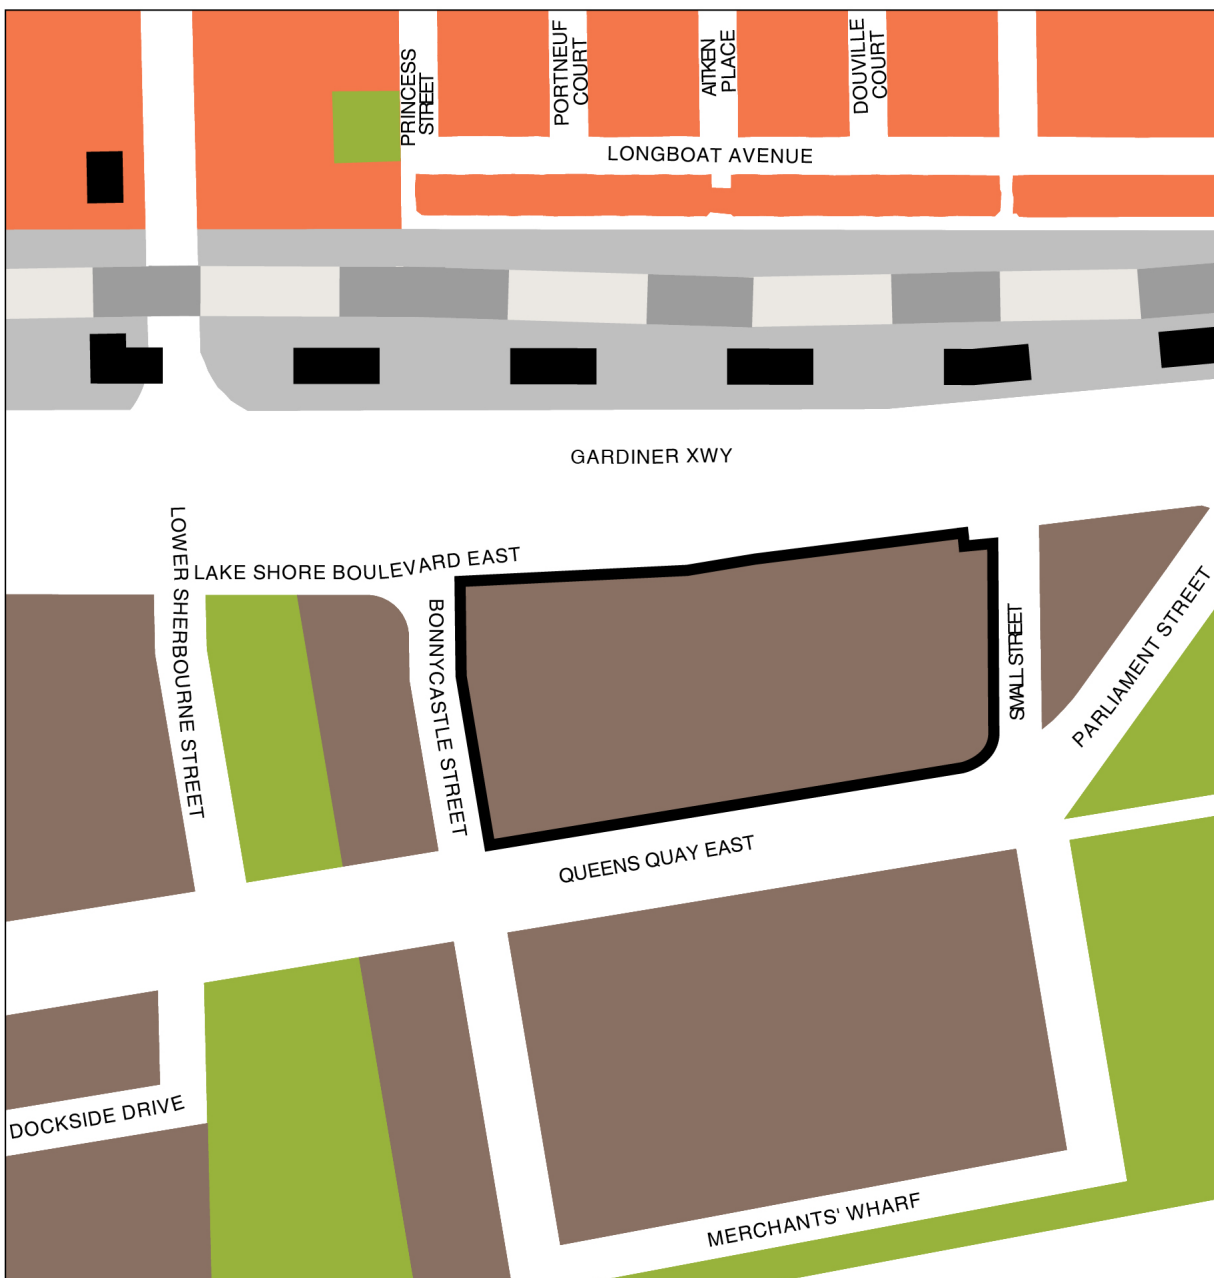 PRINCESS
STREET
PORTNEUF
COURT
AITKEN
PLACE
DOUVILLE
COURT
LONGBOAT AVENUE
GARDINER XWY
LOWER SHERBOURNE STREET
LAKE SHORE BOULEVARD EAST
BONNYCASTLE STREET
SMALL STREET
PARLIAMENT STREET
QUEENS QUAY EAST
DOCKSIDE DRIVE
MERCHANTS' WHARF